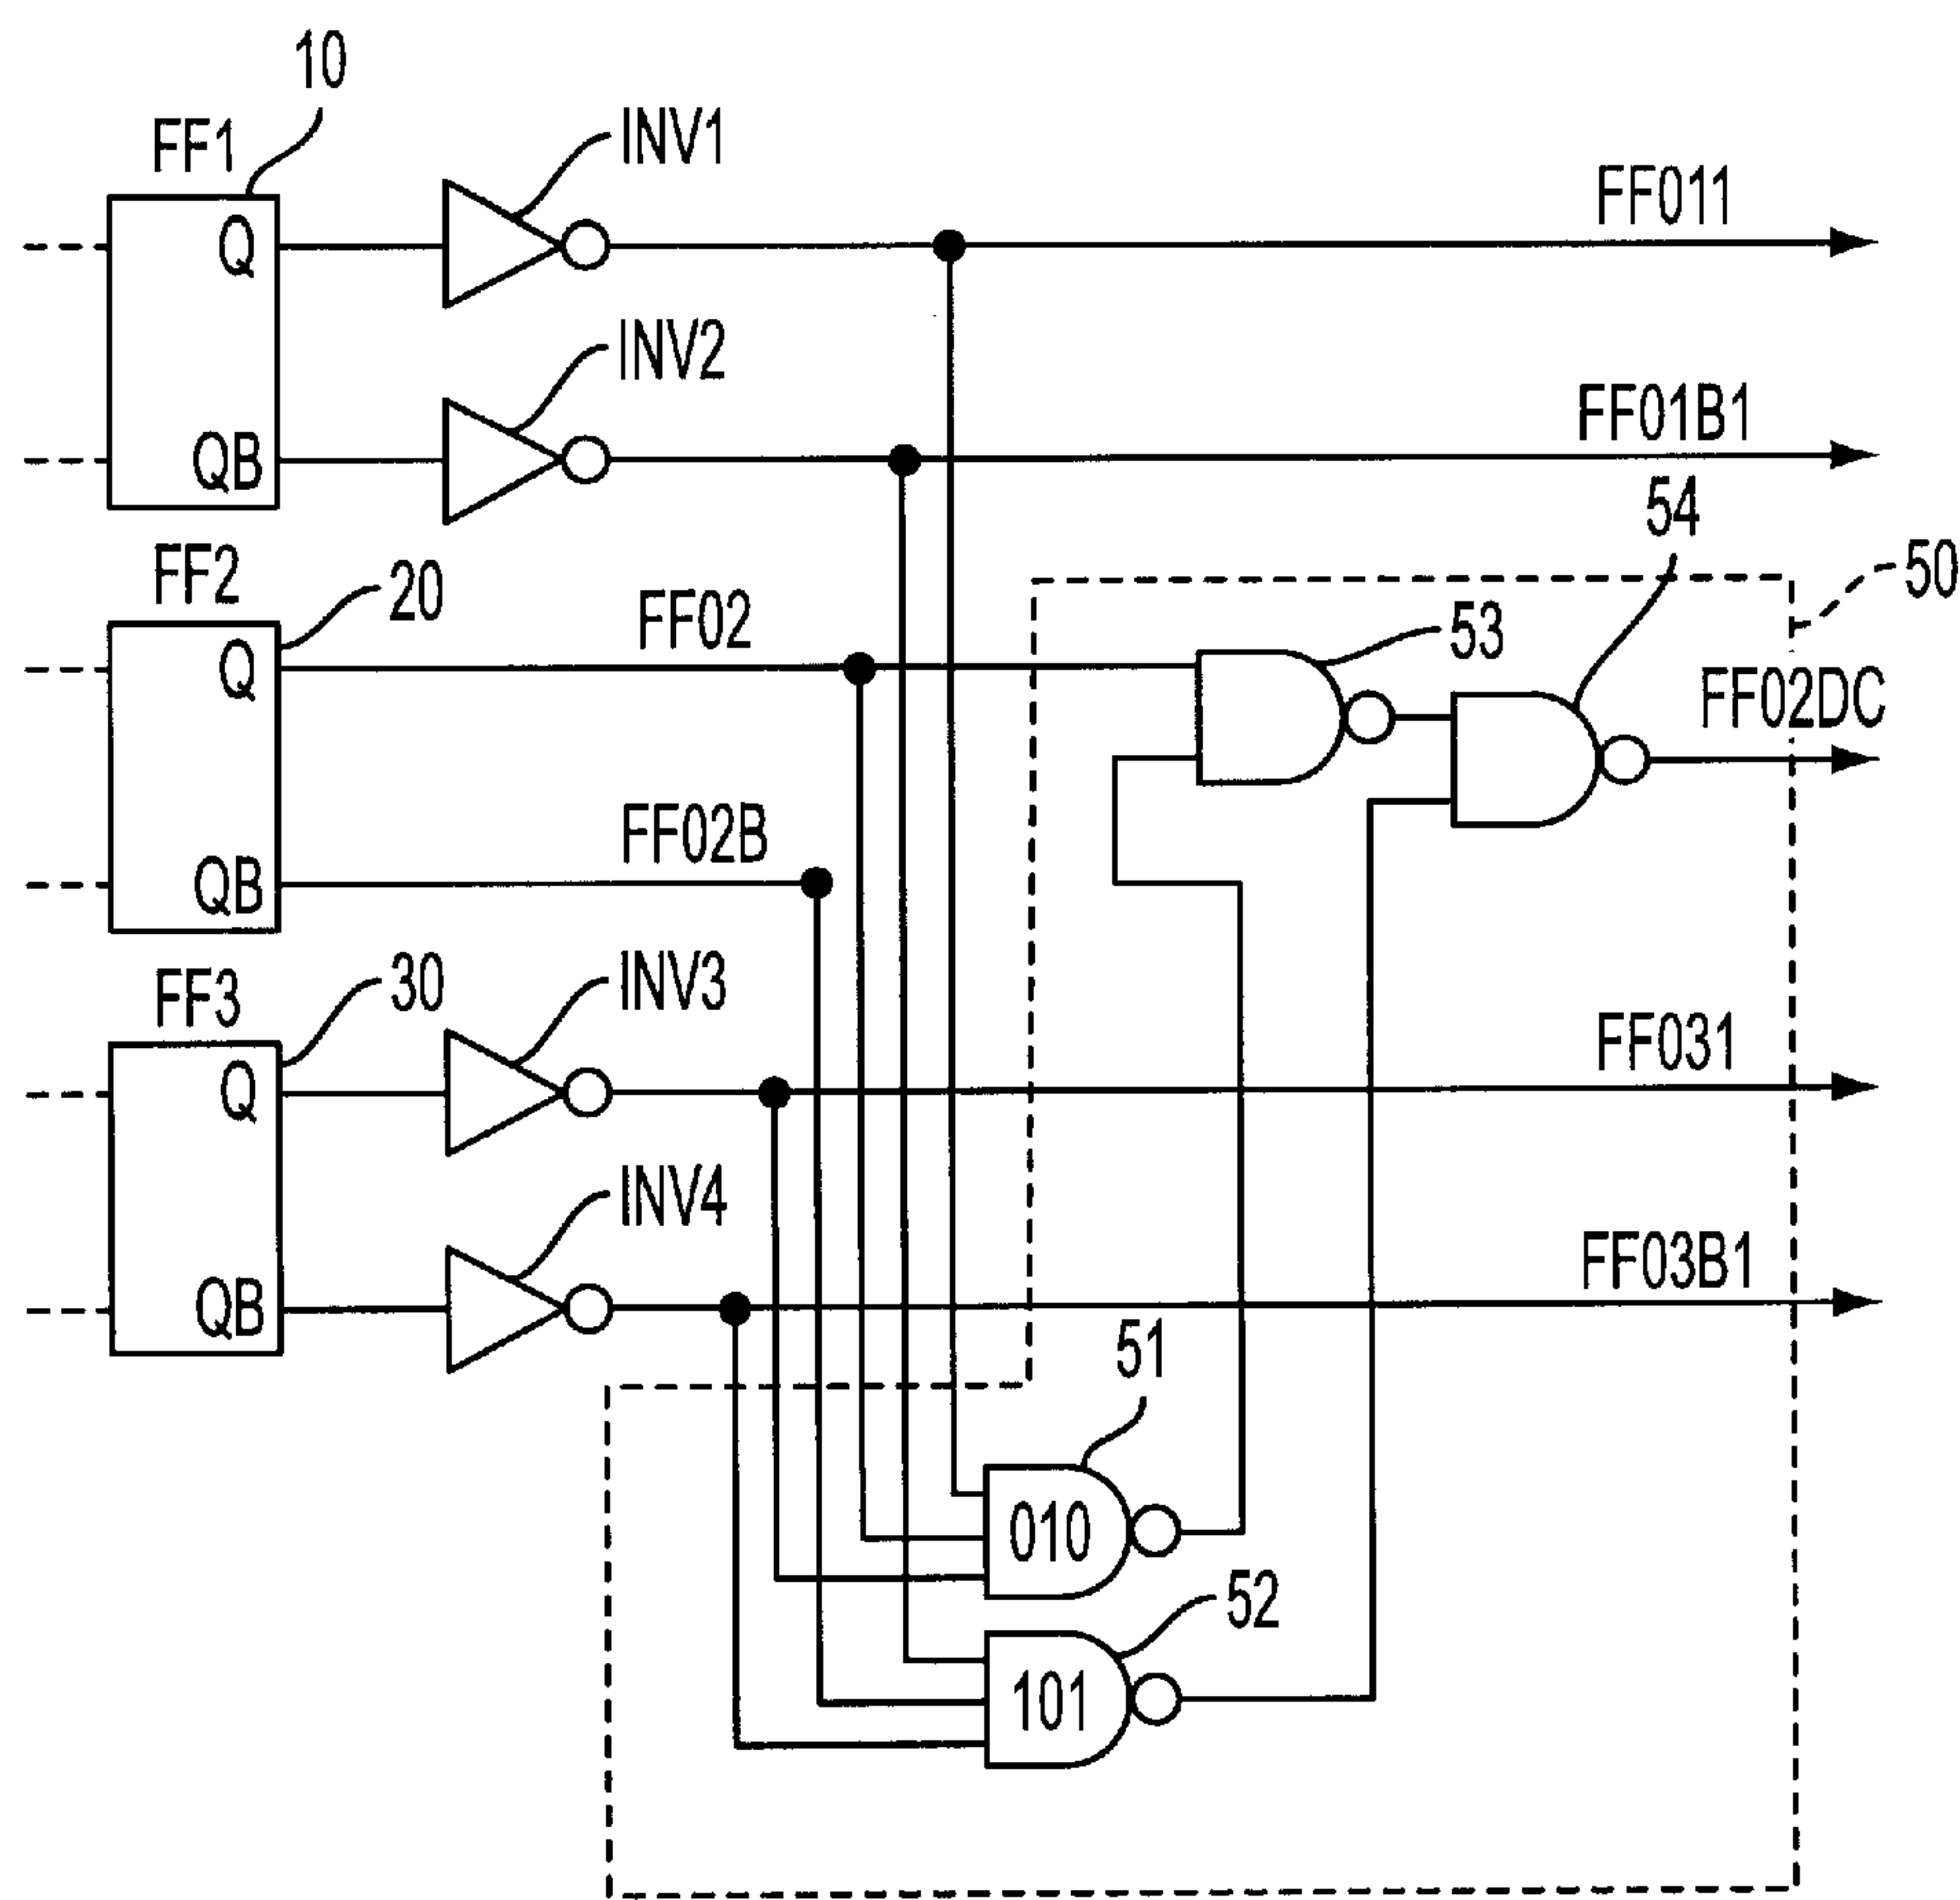 10
FF1
INV1
FF011
Q
INV2
FF01B1
QB
54
FF2
20
FF02
53
50
Q
FF02DC
FF02B
QB
FF3
30
INV3
FF031
Q
INV4
FF03B1
QB
51
010
52
101